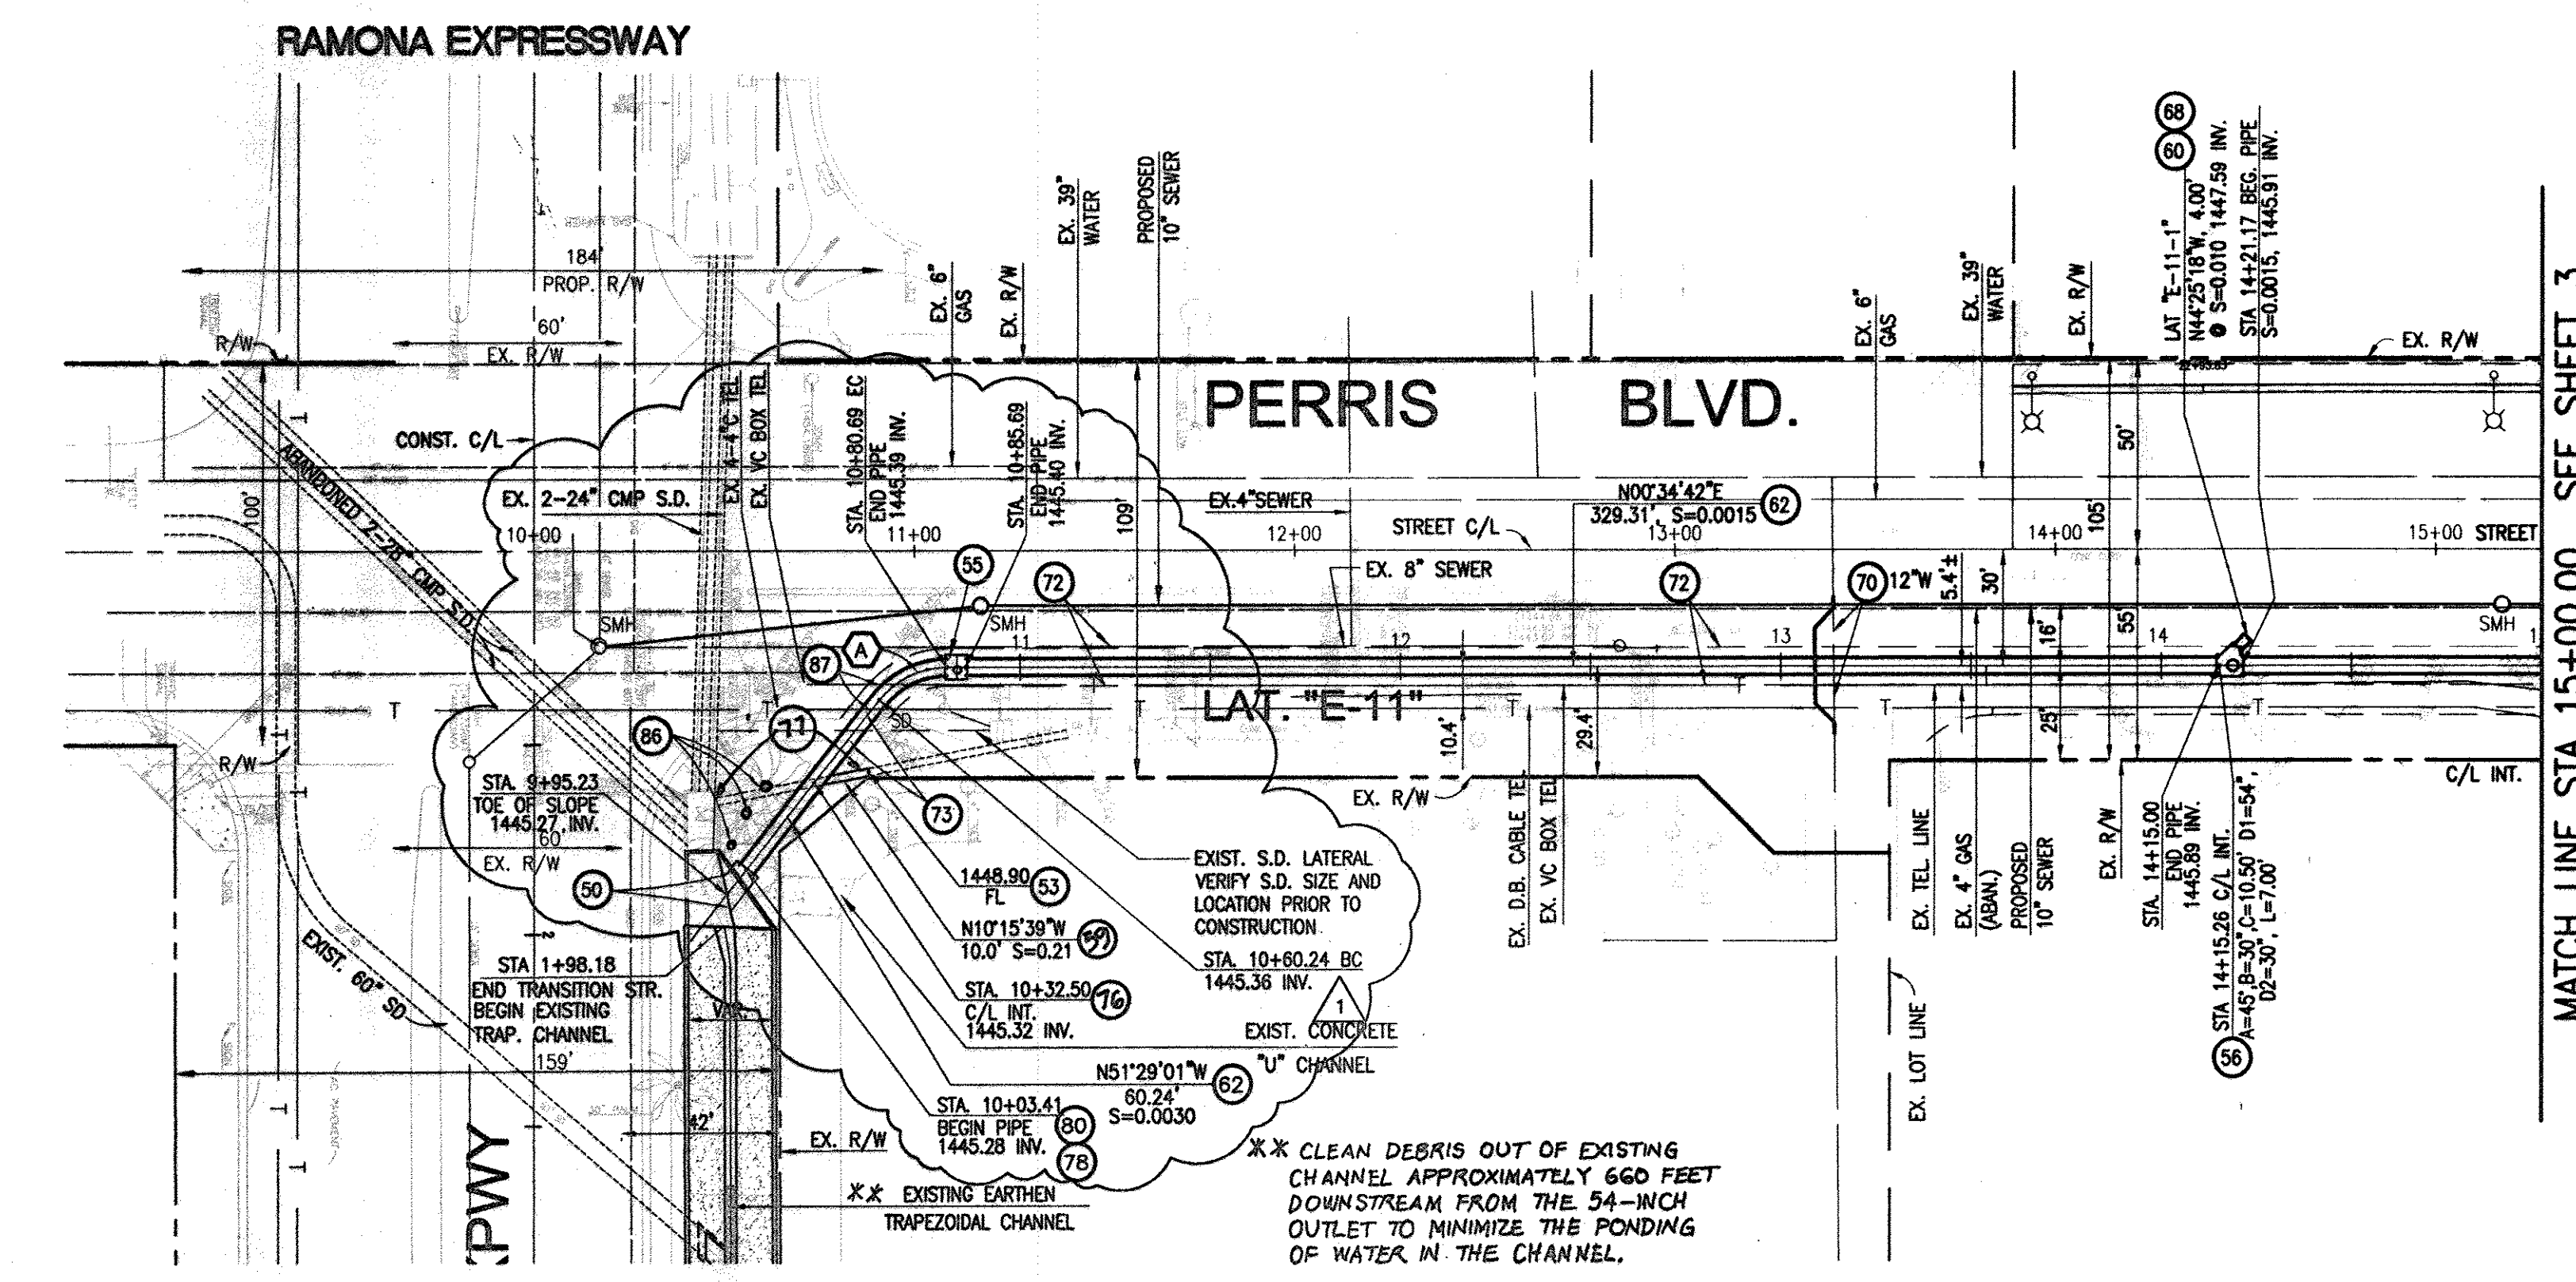 RAMONA EXPRESSWAY
184'
PROP. R/W
60'
EX. R/W
R/W
EX. 6"
GAS
EX. R/W
EX. 39"
WATER
PROPOSED
10" SEWER
EX. 6"
GAS
EX. 39"
WATER
EX. R/W
68
60
LAT "E-11-1"
N44°25'18"W, 4.00'
S=0.010 1447.59 INV.
STA 14+21.17 BEG. PIPE
S=0.0015, 1445.91 INV.
EX. R/W
PERRIS BLVD.
CONST. C/L
ABANDONED 2-28" CMP S.D.
100'
EX. 2-24" CMP S.D.
EX. 4-4"C TEL
EX. VC BOX TEL
STA. 10+80.69 EC
END PIPE
1445.39 INV.
STA. 10+85.69
END PIPE
1445.40 INV.
109'
EX.4"SEWER
STREET C/L
EX. 8" SEWER
N00°34'42"E
329.31', S=0.0015
62
50'
105'
10+00
11+00
12+00
13+00
14+00
15+00
STREET
55
72
72
70
12"W
5.4'±
30'
16'
55'
25'
SMH
SMH
SMH
11
12
13
14
87
A
T
T
T
T
T
T
T
T
LAT. "E-11"
SD
86
77
73
10.4'
29.4'
R/W
STA. 9+95.23
TOE OF SLOPE
1445.27 INV.
60'
EX. R/W
50
EXIST. 60" SD
STA 1+98.18
END TRANSITION STR.
BEGIN EXISTING
TRAP. CHANNEL
159'
VAR.
42'
2
EX. R/W
1448.90
FL
53
N10°15'39"W
10.0' S=0.21
59
STA. 10+32.50
C/L INT.
1445.32 INV.
76
N51°29'01"W
60.24'
S=0.0030
62
STA. 10+03.41
BEGIN PIPE
1445.28 INV.
80
78
EXIST. S.D. LATERAL
VERIFY S.D. SIZE AND
LOCATION PRIOR TO
CONSTRUCTION
STA. 10+60.24 BC
1445.36 INV.
1
EXIST. CONCRETE
"U" CHANNEL
EX. R/W
EX. D.B. CABLE TEL
EX. VC BOX TEL
EX. TEL LINE
EX. 4" GAS
(ABAN.)
PROPOSED
10" SEWER
EX. R/W
EX. LOT LINE
STA. 14+15.00
END PIPE
1445.89 INV.
STA 14+15.26 C/L INT.
A=45°,B=30",C=10.50' D1=54",
D2=30", L=7.00'
56
C/L INT.
MATCH LINE STA 15+00.00 SEE SHEET 3
** EXISTING EARTHEN
TRAPEZOIDAL CHANNEL
** CLEAN DEBRIS OUT OF EXISTING
CHANNEL APPROXIMATELY 660 FEET
DOWNSTREAM FROM THE 54-INCH
OUTLET TO MINIMIZE THE PONDING
OF WATER IN THE CHANNEL.